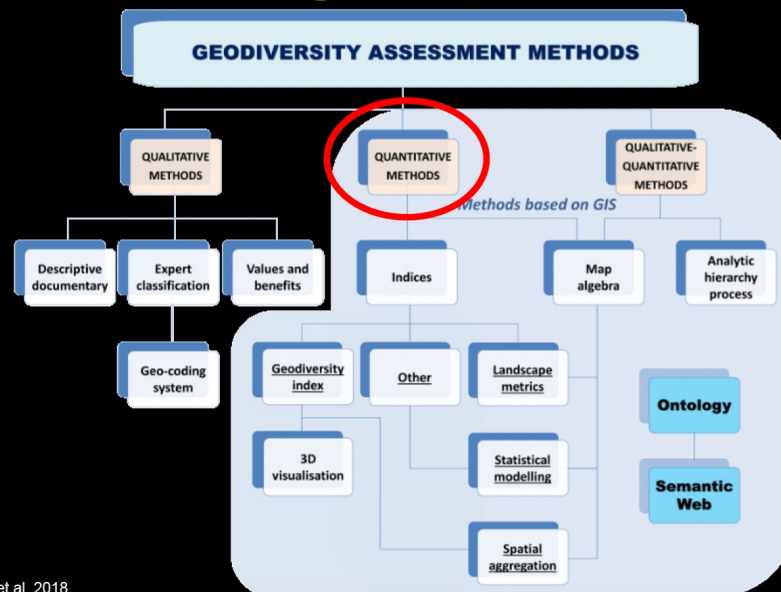 GEODIVERSITY ASSESSMENT METHODS
QUALITATIVE
METHODS
QUANTITATIVE
METHODS
QUALITATIVE-
QUANTITATIVE
METHODS
Methods based on GIS
Descriptive
documentary
Expert
classification
Values and
benefits
Indices
Map
algebra
Analytic
hierarchy
process
Geo-coding
system
Geodiversity
index
Other
Landscape
metrics
Ontology
3D
visualisation
Statistical
modelling
Semantic
Web
Spatial
aggregation
et al. 2018